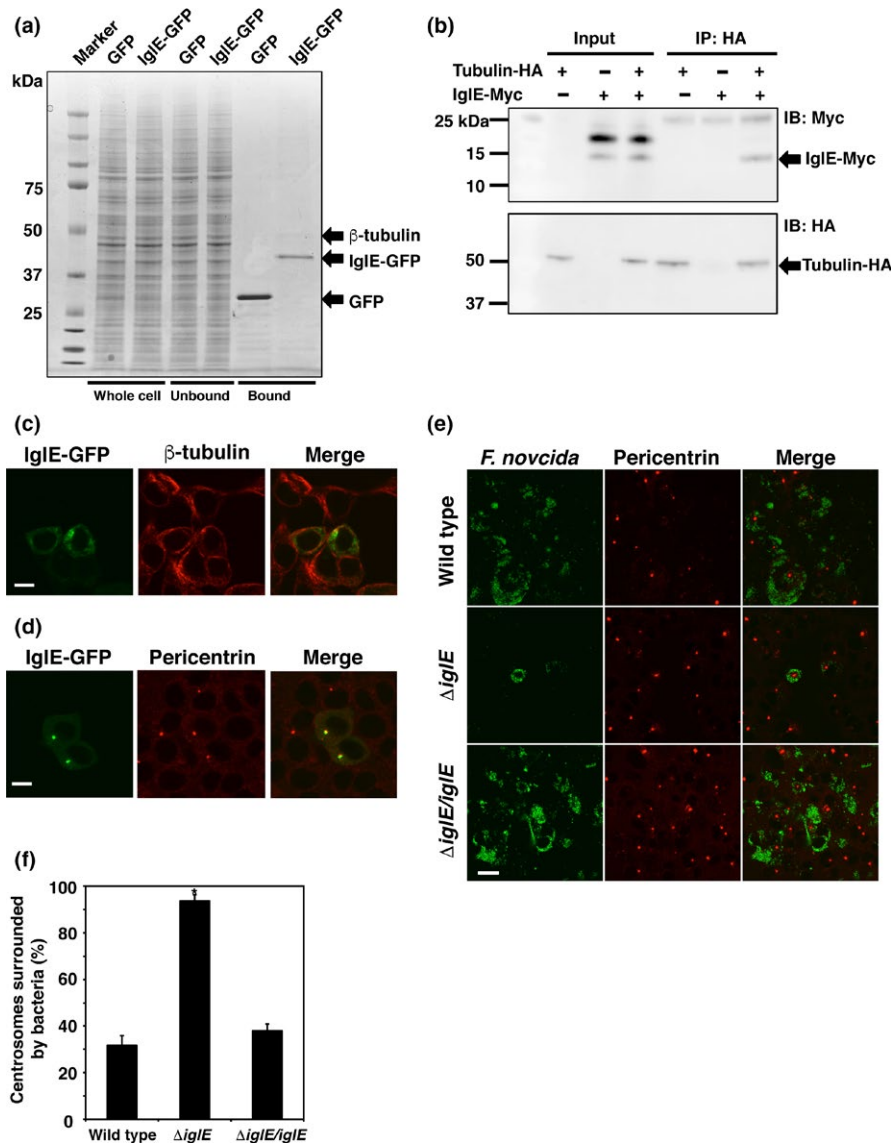 (a)
Marker
GFP
IglE-GFP
GFP
IglE-GFP
GFP
IglE-GFP
kDa
75
50
37
25
β-tubulin
IglE-GFP
GFP
Whole cell
Unbound
Bound
(b)
Input
IP: HA
Tubulin-HA + − + + − +
IglE-Myc − + + − + +
25 kDa
15
10
IB: Myc
IglE-Myc
IB: HA
50
37
Tubulin-HA
(c)
IglE-GFP β-tubulin Merge
(d)
IglE-GFP Pericentrin Merge
(e)
F. novcida Pericentrin Merge
Wild type
ΔiglE
ΔiglE/iglE
(f)
Centrosomes surrounded
by bacteria (%)
100
80
60
40
20
0
*
Wild type ΔiglE ΔiglE/iglE